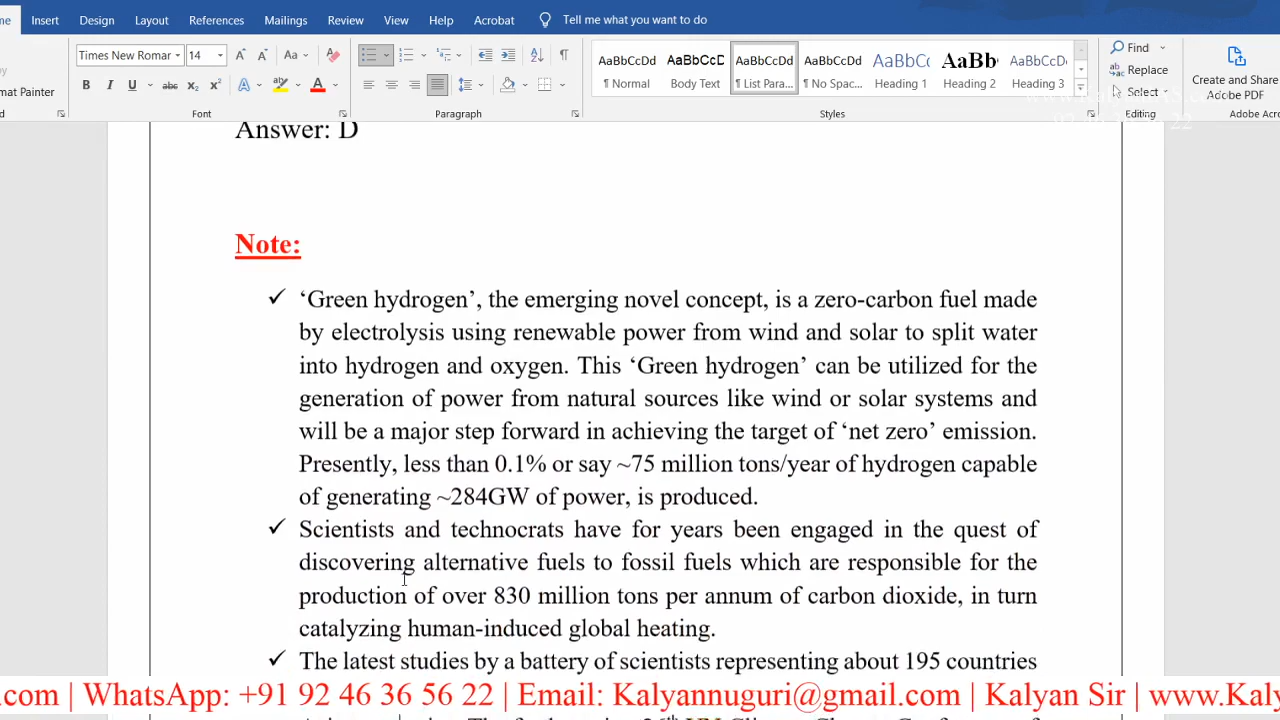 me Insert Design Layout References Mailings Review View Help Acrobat Tell me what you want to do
Times New Romar 14 Aa
Find
Replace
Select
AaBbCcDd AaBbCcD AaBbCcDd AaBbCcDd AaBbCc AaBb AaBbCcD
¶ Normal Body Text ¶ List Para... ¶ No Spac... Heading 1 Heading 2 Heading 3
Create and Share
Adobe PDF
mat Painter
Font Paragraph Styles Editing Adobe Acro
Answer: D
Note:
✓ ‘Green hydrogen’, the emerging novel concept, is a zero-carbon fuel made
by electrolysis using renewable power from wind and solar to split water
into hydrogen and oxygen. This ‘Green hydrogen’ can be utilized for the
generation of power from natural sources like wind or solar systems and
will be a major step forward in achieving the target of ‘net zero’ emission.
Presently, less than 0.1% or say ~75 million tons/year of hydrogen capable
of generating ~284GW of power, is produced.
✓ Scientists and technocrats have for years been engaged in the quest of
discovering alternative fuels to fossil fuels which are responsible for the
production of over 830 million tons per annum of carbon dioxide, in turn
catalyzing human-induced global heating.
✓ The latest studies by a battery of scientists representing about 195 countries
s.com | WhatsApp: +91 92 46 36 56 22 | Email: Kalyannuguri@gmail.com | Kalyan Sir | www.Kaly